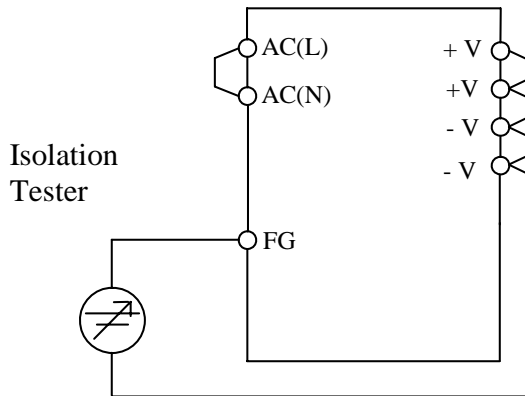 AC(L)
AC(N)
+ V
+V
- V
- V
Isolation
Tester
FG